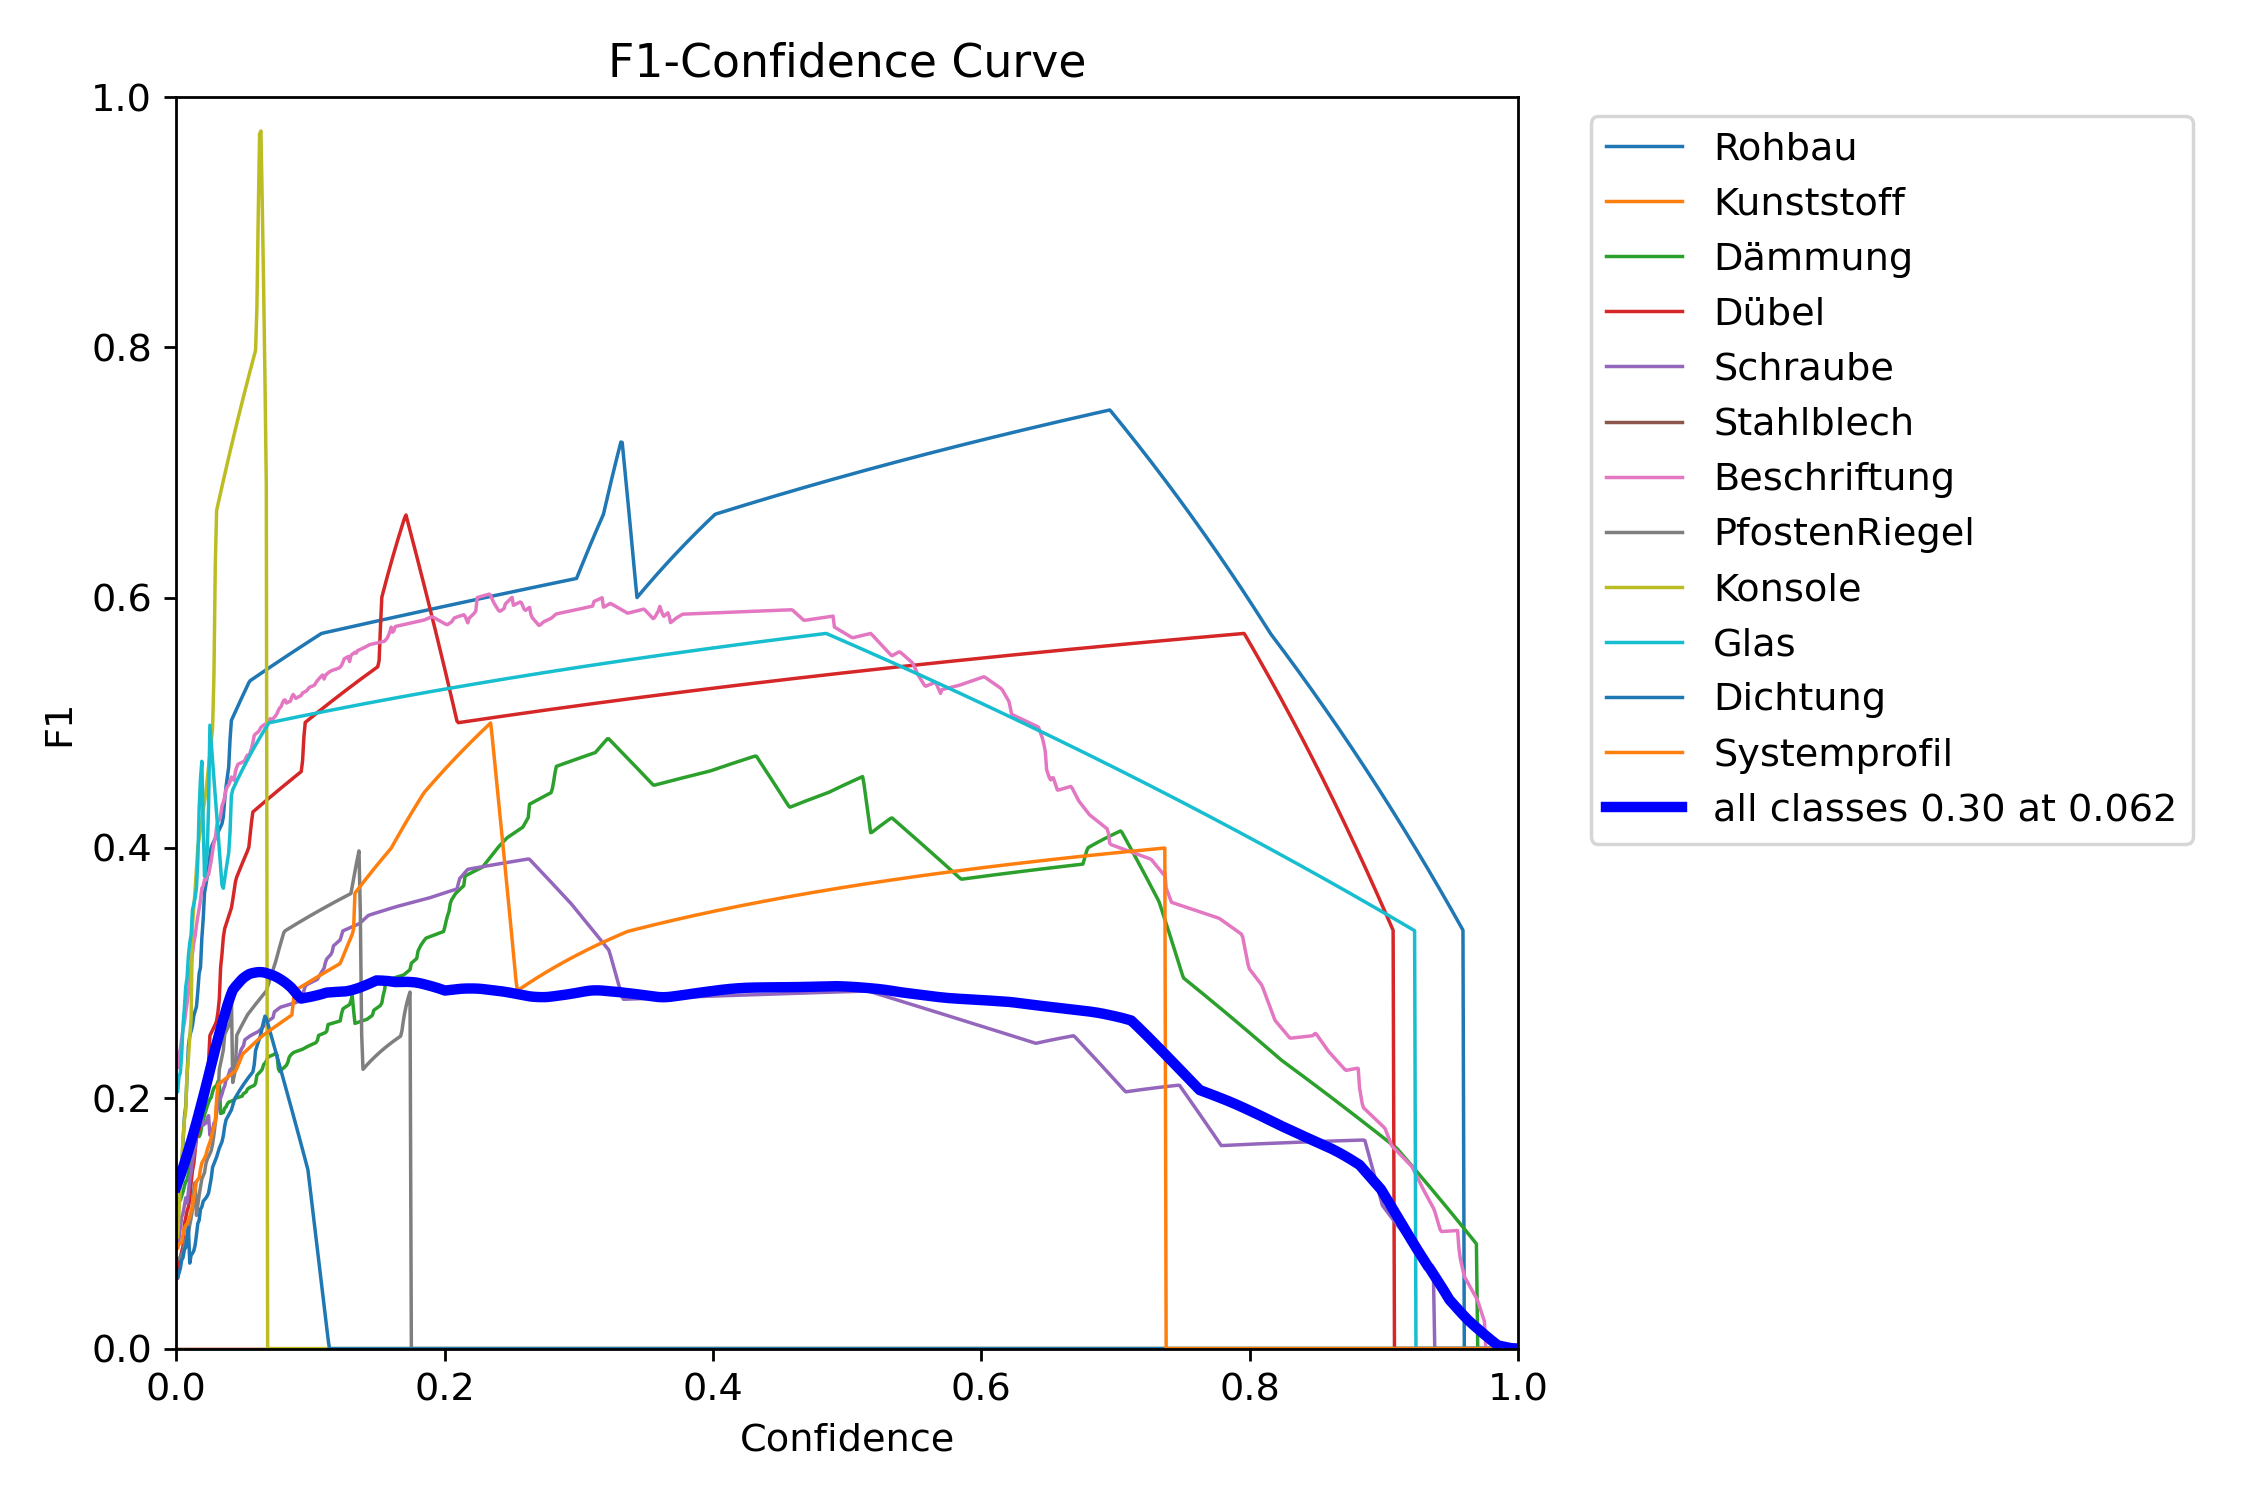 F1-Confidence Curve
1.0
0.8
0.6
0.4
0.2
0.0
F1
0.0 0.2 0.4 0.6 0.8 1.0
Confidence
Rohbau
Kunststoff
Dämmung
Dübel
Schraube
Stahlblech
Beschriftung
PfostenRiegel
Konsole
Glas
Dichtung
Systemprofil
all classes 0.30 at 0.062